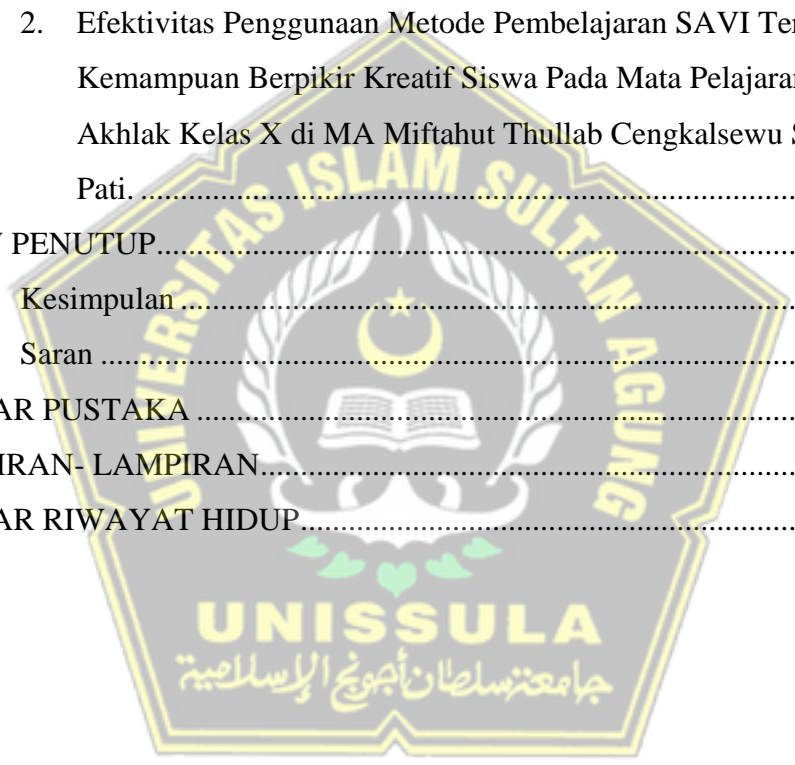 2. Efektivitas Penggunaan Metode Pembelajaran SAVI
Kemampuan Berpikir Kreatif Siswa Pada Mata Pelajaran
Akhlak Kelas X di MA Miftahut Thullab Cengkalsewu
Pati. ..........................................................................
PENUTUP..........................................................................
Kesimpulan ..........................................................................
Saran ..........................................................................
AR PUSTAKA ..........................................................................
IRAN- LAMPIRAN..........................................................................
AR RIWAYAT HIDUP..........................................................................
UNIVERSITAS ISLAM SULTAN AGUNG
UNISSULA
جامعة سلطان أجونج الإسلامية